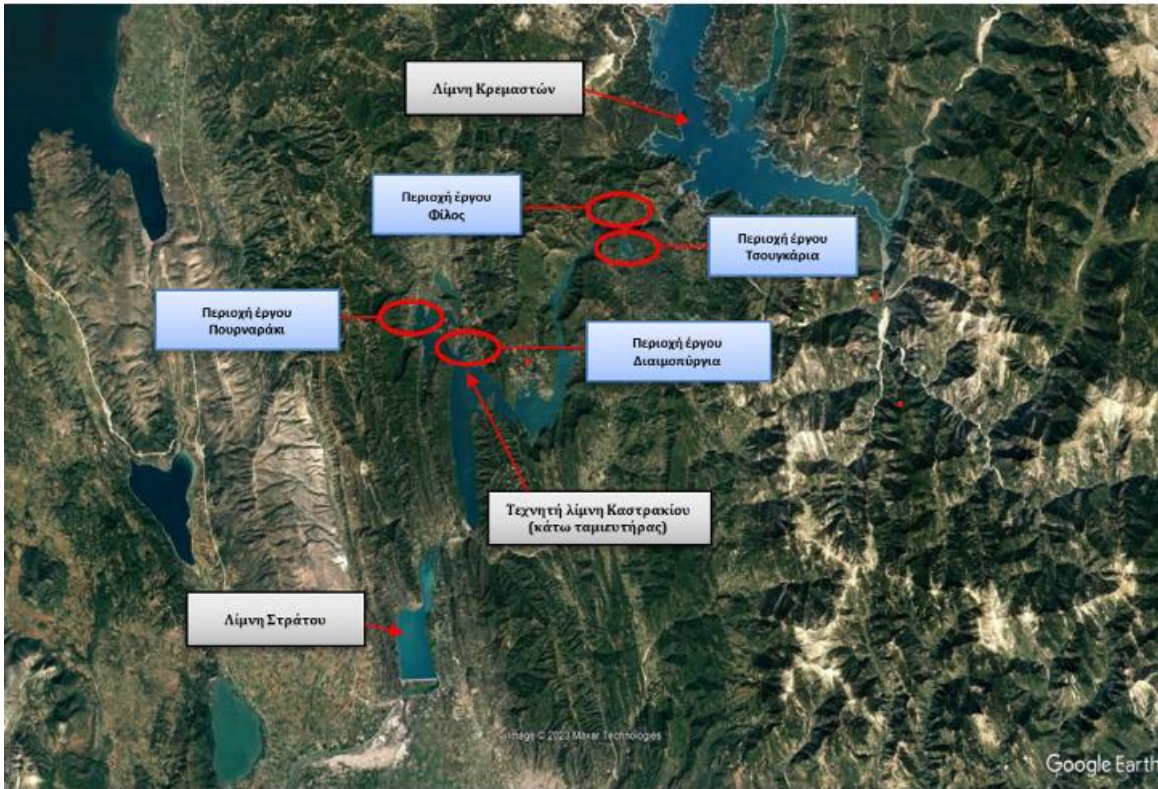 Λίμνη Κρεμαστών
Περιοχή έργου
Φίλος
Περιοχή έργου
Τσουγκάρια
Περιοχή έργου
Πουρναράκι
Περιοχή έργου
Διαιμοπύργια
Τεχνητή λίμνη Καστρακίου
(κάτω ταμιευτήρας)
Λίμνη Στράτου
Image © 2023 Maxar Technologies
Google Earth